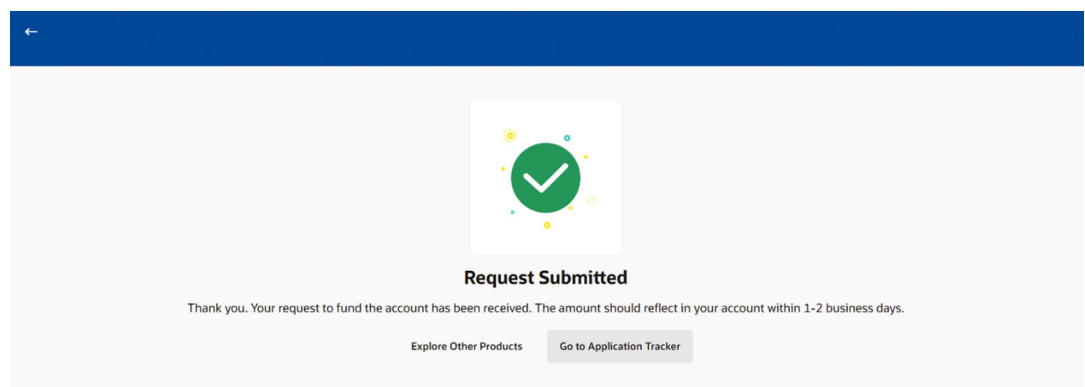 Request Submitted
Thank you. Your request to fund the account has been received. The amount should reflect in your account within 1-2 business days.
Explore Other Products Go to Application Tracker